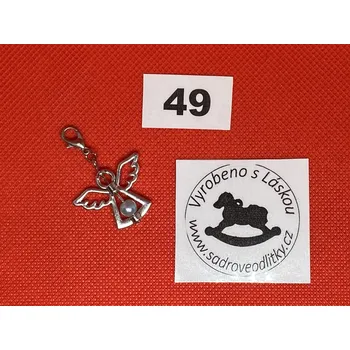 49
Vyrobeno s Láskou
www.sadroveodlitky.cz